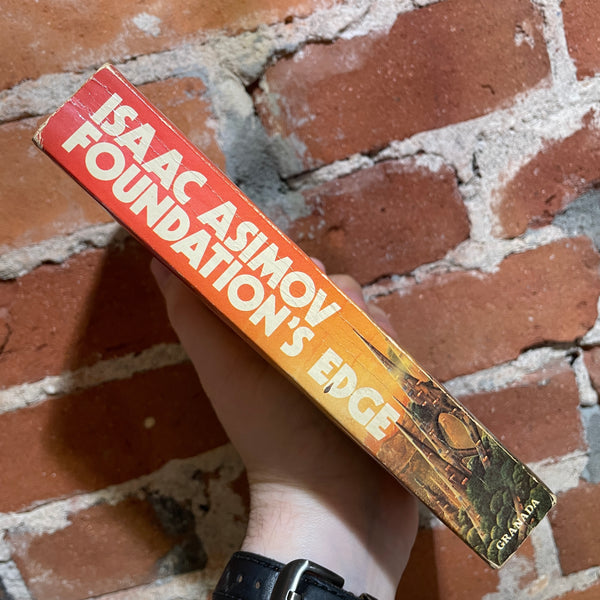 ISAAC ASIMOV
FOUNDATION'S EDGE
GRANADA